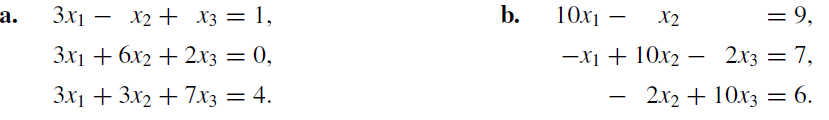 a. 3x₁ − x₂ + x₃ = 1,
3x₁ + 6x₂ + 2x₃ = 0,
3x₁ + 3x₂ + 7x₃ = 4.
b. 10x₁ − x₂ = 9,
−x₁ + 10x₂ − 2x₃ = 7,
− 2x₂ + 10x₃ = 6.